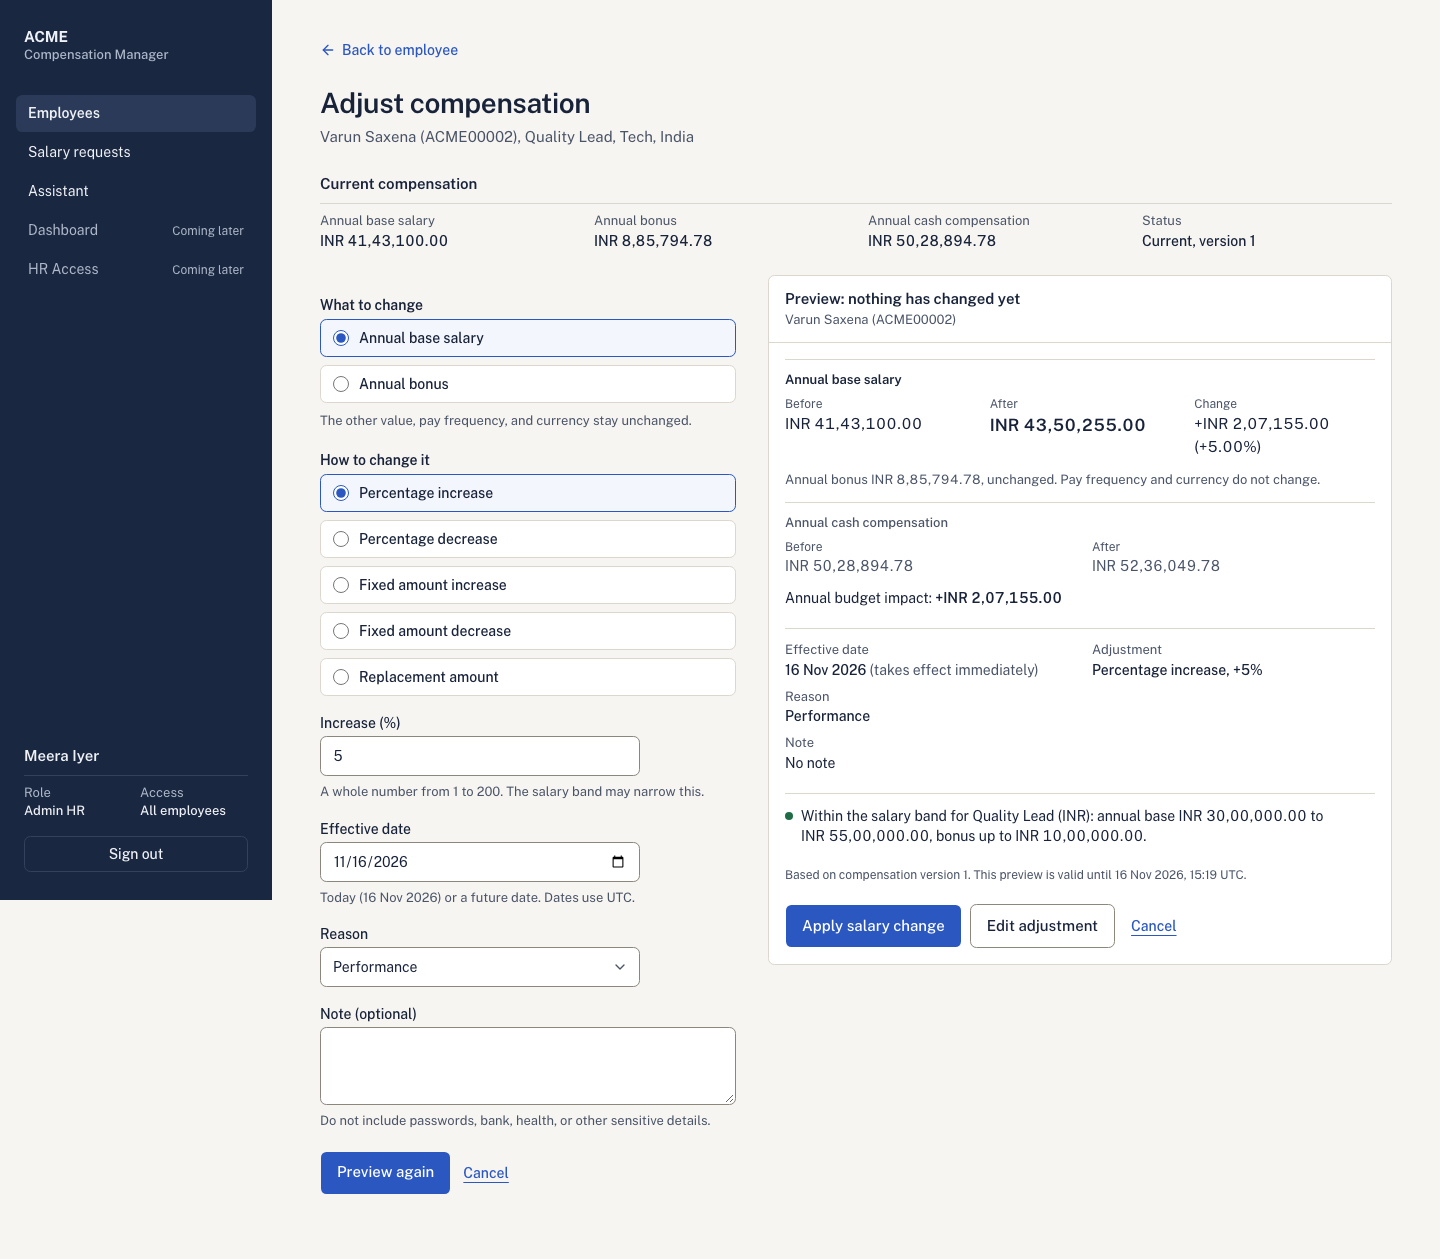 ACME
Compensation Manager
Employees
Salary requests
Assistant
Dashboard Coming later
HR Access Coming later
Meera Iyer
Role Access
Admin HR All employees
Sign out
Back to employee
Adjust compensation
Varun Saxena (ACME00002), Quality Lead, Tech, India
Current compensation
Annual base salary Annual bonus Annual cash compensation Status
INR 41,43,100.00 INR 8,85,794.78 INR 50,28,894.78 Current, version 1
What to change
Annual base salary
Annual bonus
The other value, pay frequency, and currency stay unchanged.
How to change it
Percentage increase
Percentage decrease
Fixed amount increase
Fixed amount decrease
Replacement amount
Increase (%)
5
A whole number from 1 to 200. The salary band may narrow this.
Effective date
11/16/2026
Today (16 Nov 2026) or a future date. Dates use UTC.
Reason
Performance
Note (optional)
Do not include passwords, bank, health, or other sensitive details.
Preview again Cancel
Preview: nothing has changed yet
Varun Saxena (ACME00002)
Annual base salary
Before After Change
INR 41,43,100.00 INR 43,50,255.00 +INR 2,07,155.00
(+5.00%)
Annual bonus INR 8,85,794.78, unchanged. Pay frequency and currency do not change.
Annual cash compensation
Before After
INR 50,28,894.78 INR 52,36,049.78
Annual budget impact: +INR 2,07,155.00
Effective date Adjustment
16 Nov 2026 (takes effect immediately) Percentage increase, +5%
Reason
Performance
Note
No note
Within the salary band for Quality Lead (INR): annual base INR 30,00,000.00 to
INR 55,00,000.00, bonus up to INR 10,00,000.00.
Based on compensation version 1. This preview is valid until 16 Nov 2026, 15:19 UTC.
Apply salary change Edit adjustment Cancel